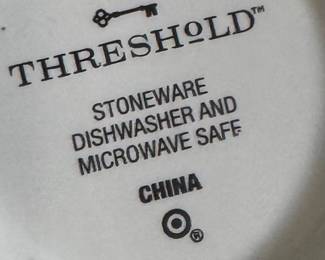 THRESHOLD™
STONEWARE
DISHWASHER AND
MICROWAVE SAFE
CHINA
®